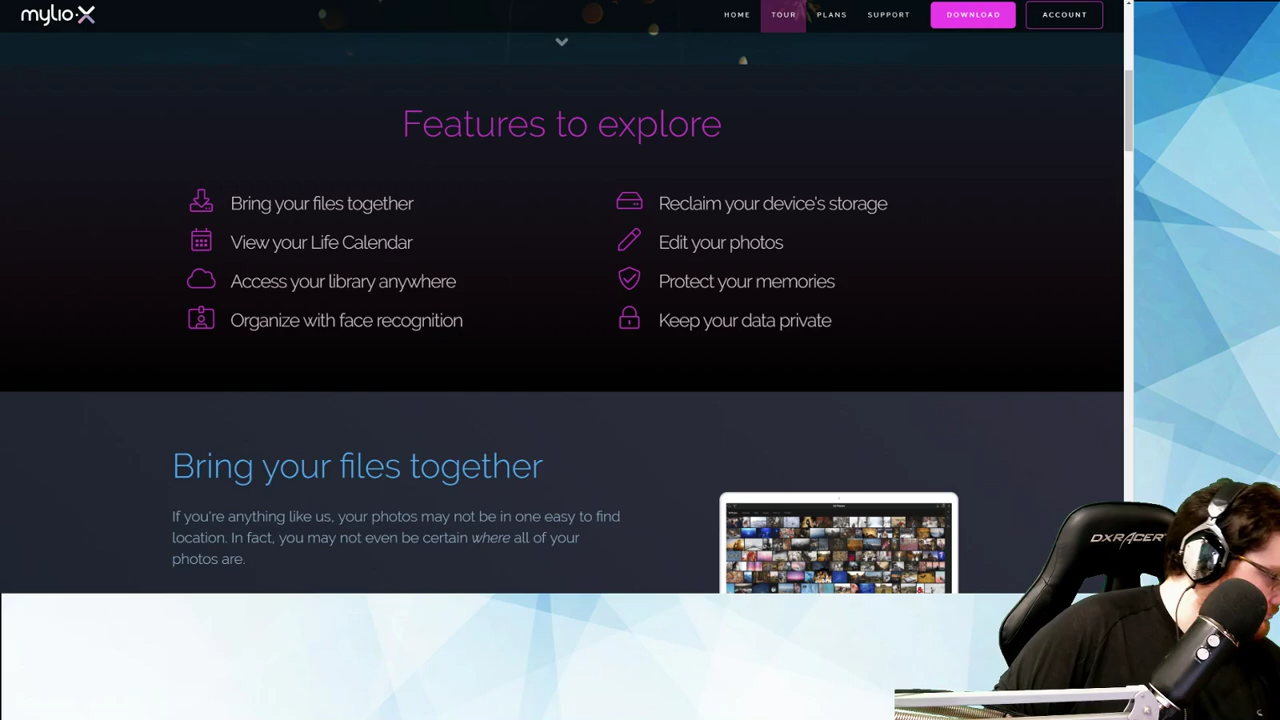 mylio-X
HOME TOUR PLANS SUPPORT DOWNLOAD ACCOUNT
Features to explore
Bring your files together
View your Life Calendar
Access your library anywhere
Organize with face recognition
Reclaim your device's storage
Edit your photos
Protect your memories
Keep your data private
Bring your files together
If you're anything like us, your photos may not be in one easy to find
location. In fact, you may not even be certain where all of your
photos are.
DXRACER